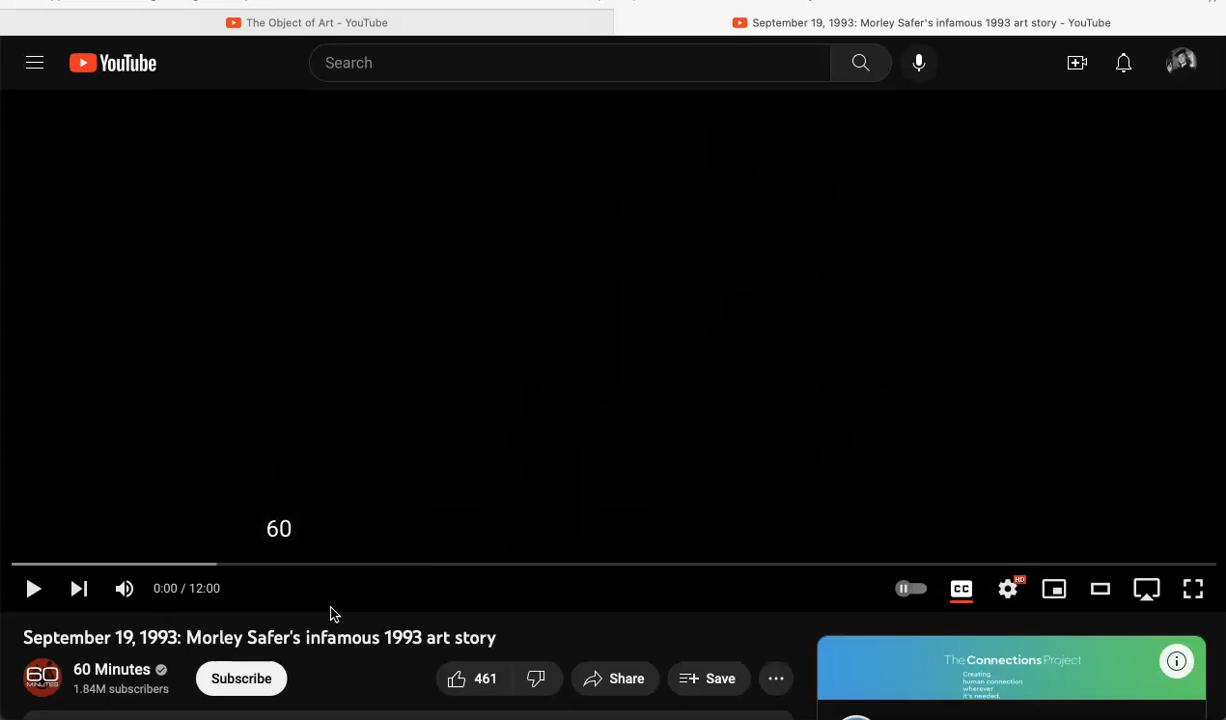 The Object of Art - YouTube
September 19, 1993: Morley Safer's infamous 1993 art story - YouTube
YouTube
Search
60
0:00 / 12:00
CC
HD
September 19, 1993: Morley Safer's infamous 1993 art story
60 MINUTES
60 Minutes
1.84M subscribers
Subscribe
461
Share
Save
The Connections Project
Creating
human connection
wherever
it's needed.